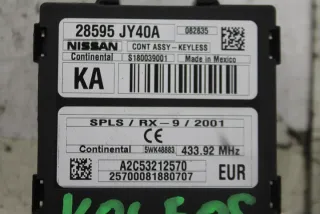 28595 JY40A
082835
NISSAN
CONT ASSY - KEYLESS
Continental
S180039001
Made in Mexico
KA
SPLS / RX-9 / 2001
CE
Continental
5WK48883
433.92 MHz
A2C53212570
25700081880707
EUR
KOLEOS